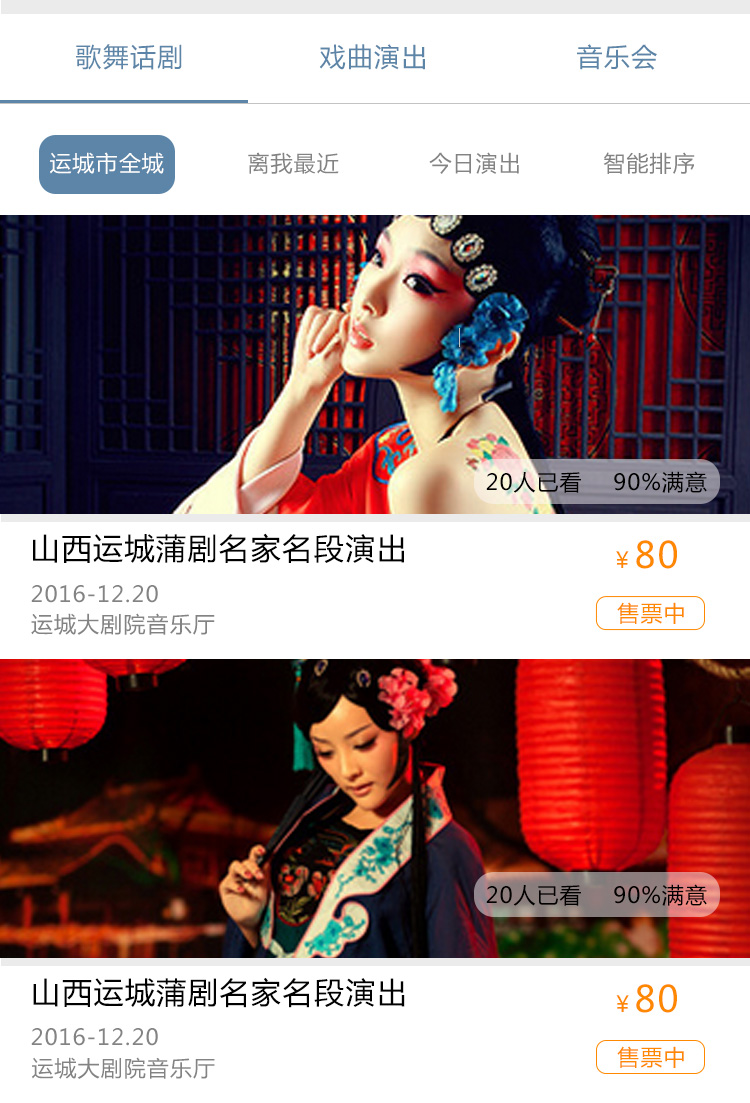 歌舞话剧 戏曲演出 音乐会
运城市全城 离我最近 今日演出 智能排序
20人已看 90%满意
山西运城蒲剧名家名段演出
¥80
2016-12.20
售票中
运城大剧院音乐厅
20人已看 90%满意
山西运城蒲剧名家名段演出
¥80
2016-12.20
售票中
运城大剧院音乐厅